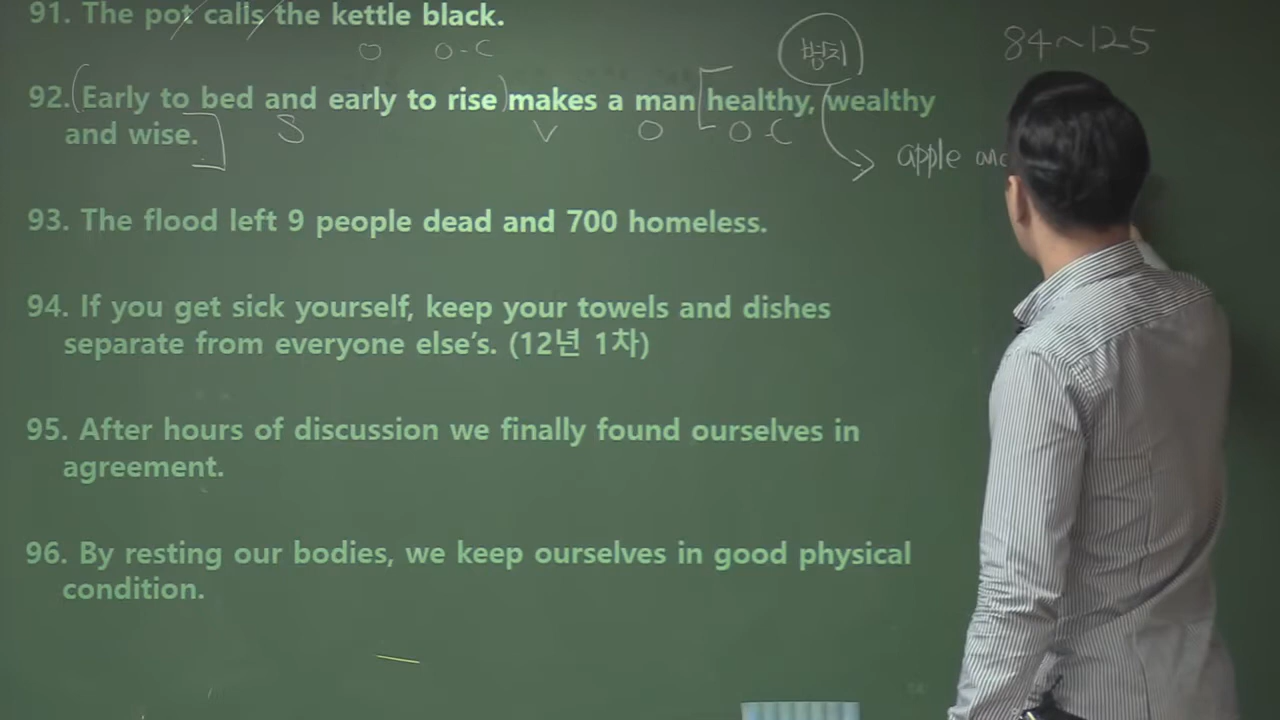 91. The pot calls the kettle black.
O O-C
병치
84~125
92. (Early to bed and early to rise) makes a man [healthy, wealthy
and wise.]
S V O O-C
apple
93. The flood left 9 people dead and 700 homeless.
94. If you get sick yourself, keep your towels and dishes
separate from everyone else's. (12년 1차)
95. After hours of discussion we finally found ourselves in
agreement.
96. By resting our bodies, we keep ourselves in good physical
condition.